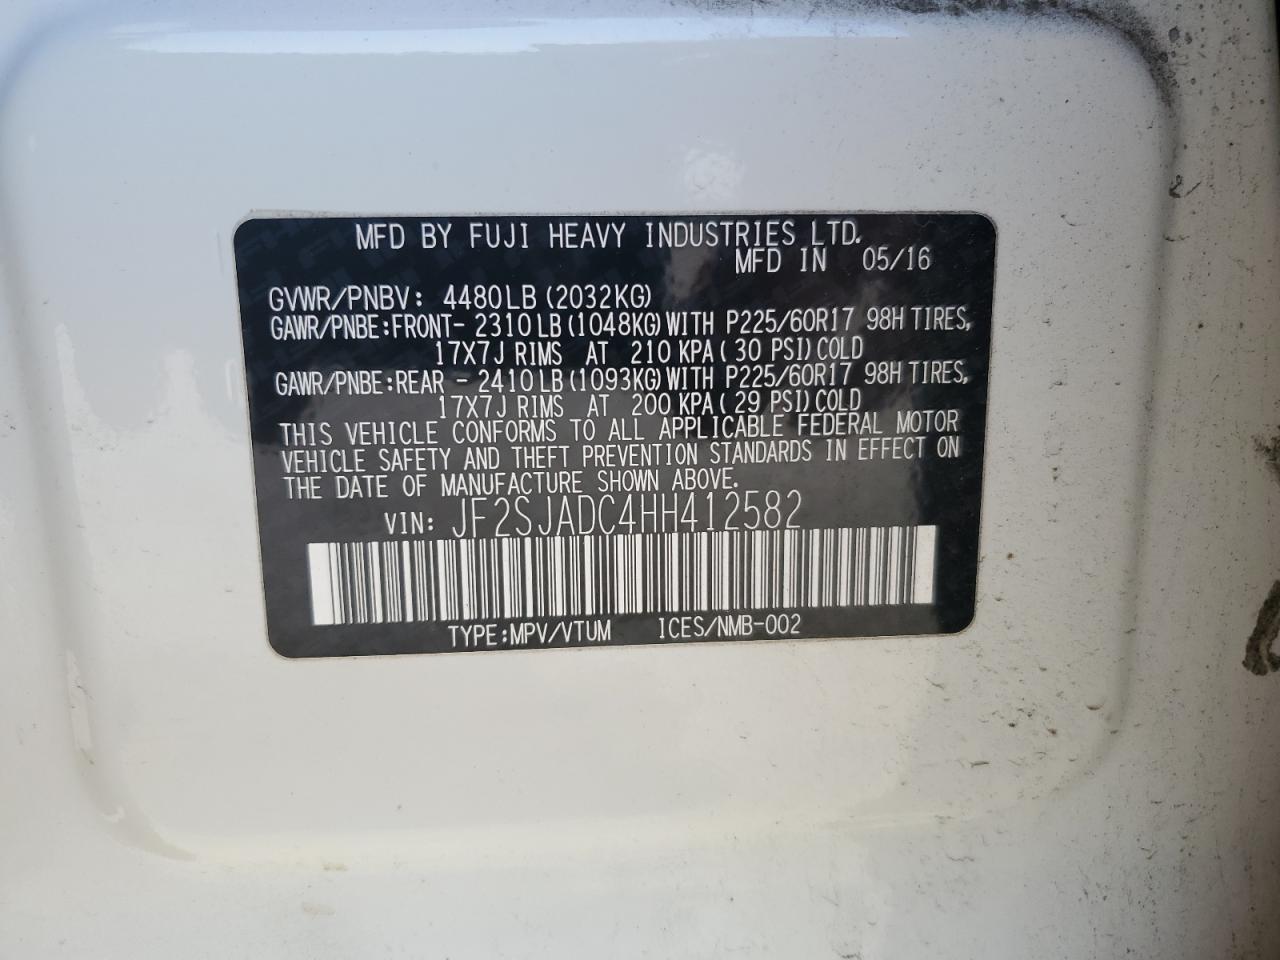 MFD BY FUJI HEAVY INDUSTRIES LTD.
MFD IN 05/16
GVWR/PNBV: 4480LB (2032KG)
GAWR/PNBE:FRONT- 2310LB (1048KG) WITH P225/60R17 98H TIRES,
17X7J RIMS AT 210 KPA ( 30 PSI) COLD
GAWR/PNBE:REAR - 2410LB (1093KG) WITH P225/60R17 98H TIRES,
17X7J RIMS AT 200 KPA ( 29 PSI) COLD
THIS VEHICLE CONFORMS TO ALL APPLICABLE FEDERAL MOTOR
VEHICLE SAFETY AND THEFT PREVENTION STANDARDS IN EFFECT ON
THE DATE OF MANUFACTURE SHOWN ABOVE.
VIN: JF2SJADC4HH412582
TYPE:MPV/VTUM ICES/NMB-002